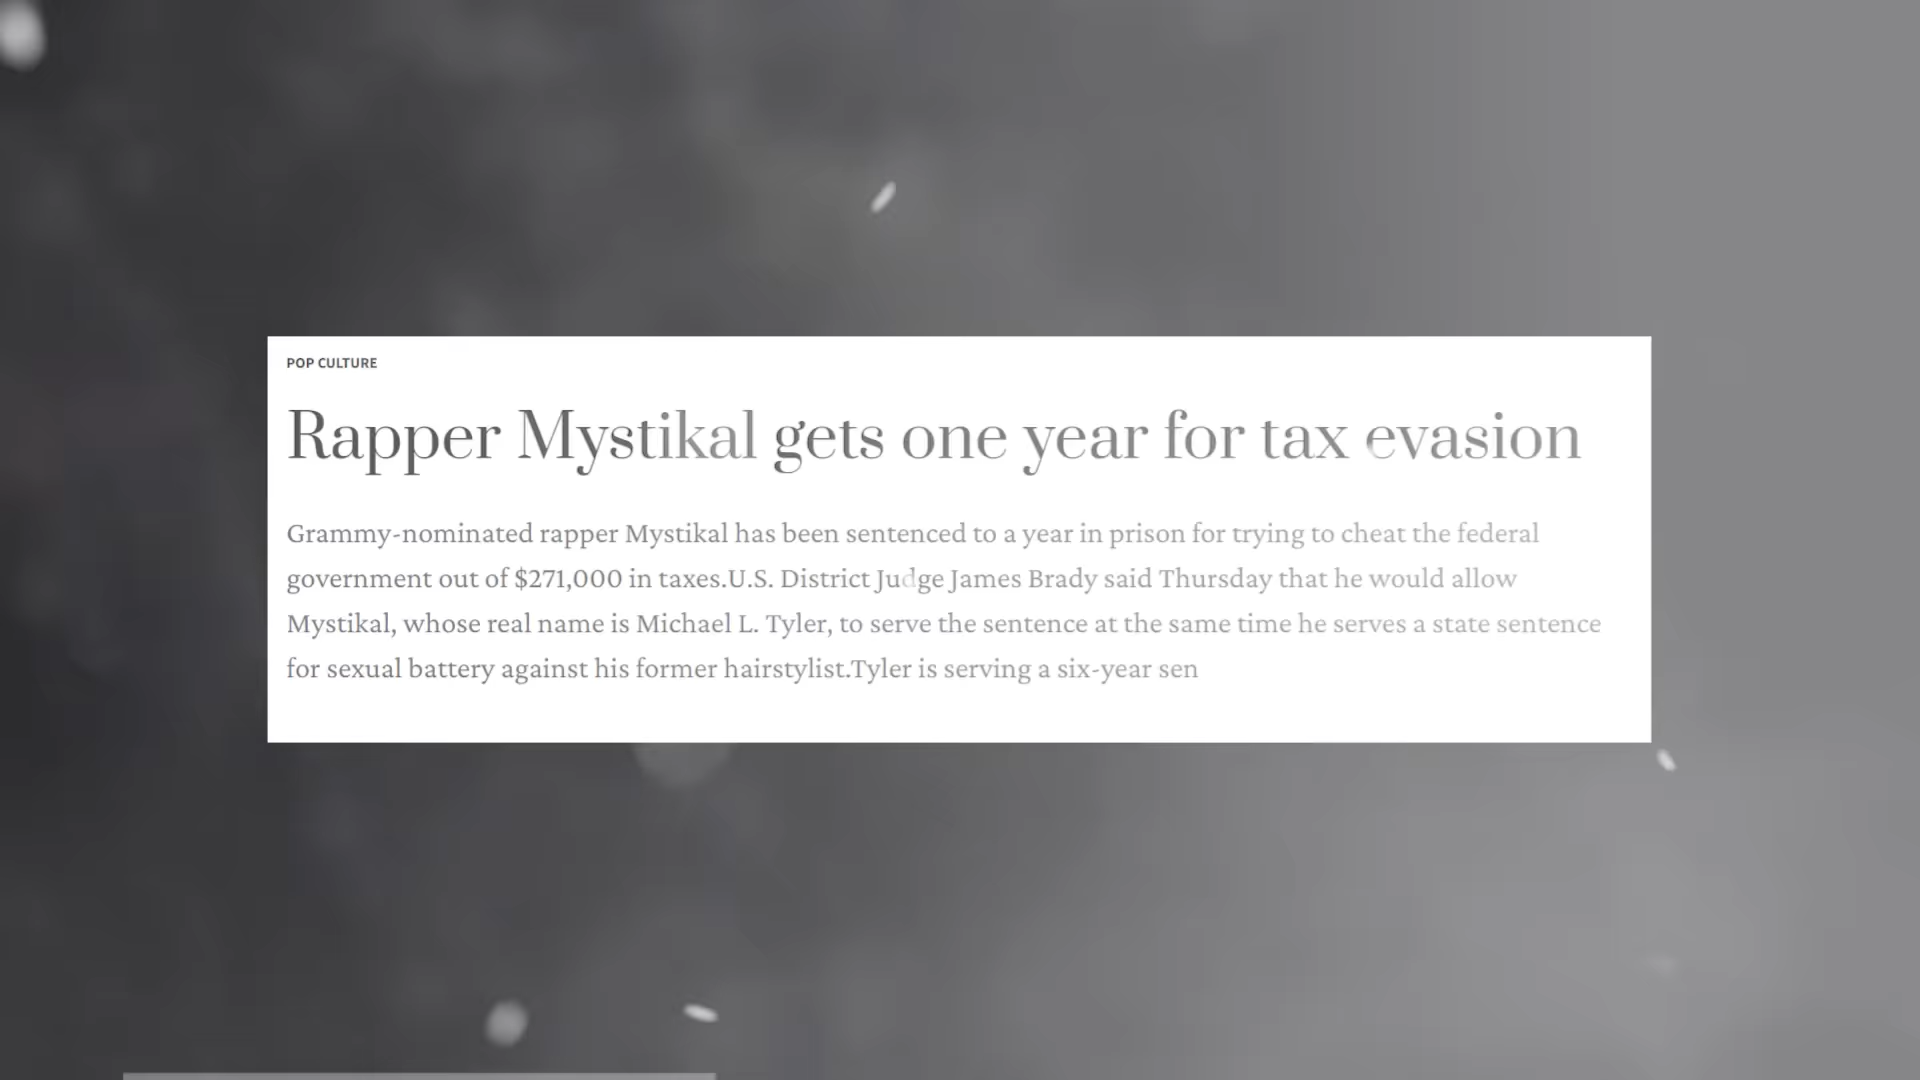 POP CULTURE
Rapper Mystikal gets one year for tax evasion
Grammy-nominated rapper Mystikal has been sentenced to a year in prison for trying to cheat the federal
government out of $271,000 in taxes.U.S. District Judge James Brady said Thursday that he would allow
Mystikal, whose real name is Michael L. Tyler, to serve the sentence at the same time he serves a state sentence
for sexual battery against his former hairstylist.Tyler is serving a six-year sen